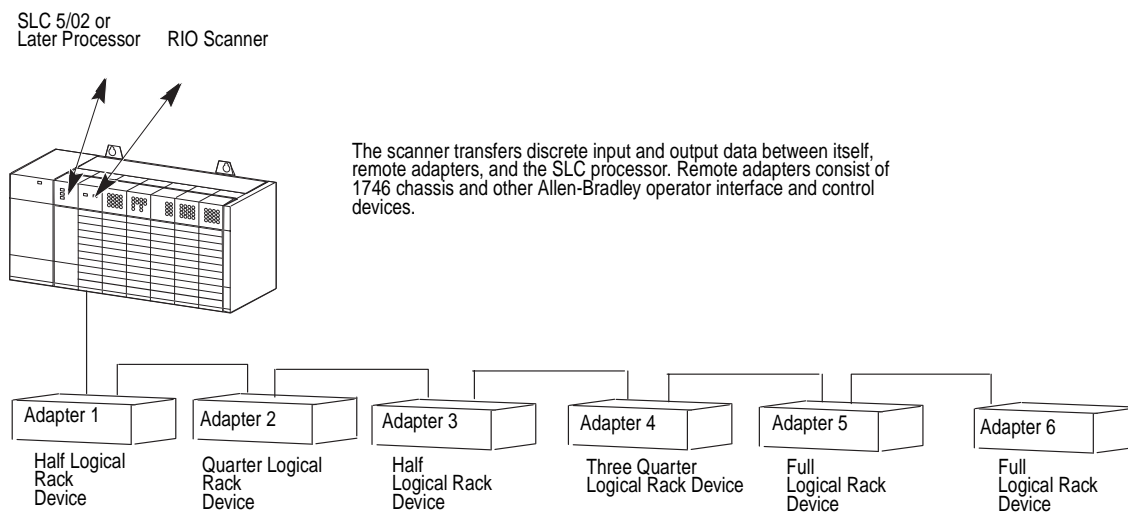 SLC 5/02 or
Later Processor
RIO Scanner
The scanner transfers discrete input and output data between itself,
remote adapters, and the SLC processor. Remote adapters consist of
1746 chassis and other Allen-Bradley operator interface and control
devices.
Adapter 1
Adapter 2
Adapter 3
Adapter 4
Adapter 5
Adapter 6
Half Logical
Rack
Device
Quarter Logical
Rack
Device
Half
Logical Rack
Device
Three Quarter
Logical Rack Device
Full
Logical Rack
Device
Full
Logical Rack
Device